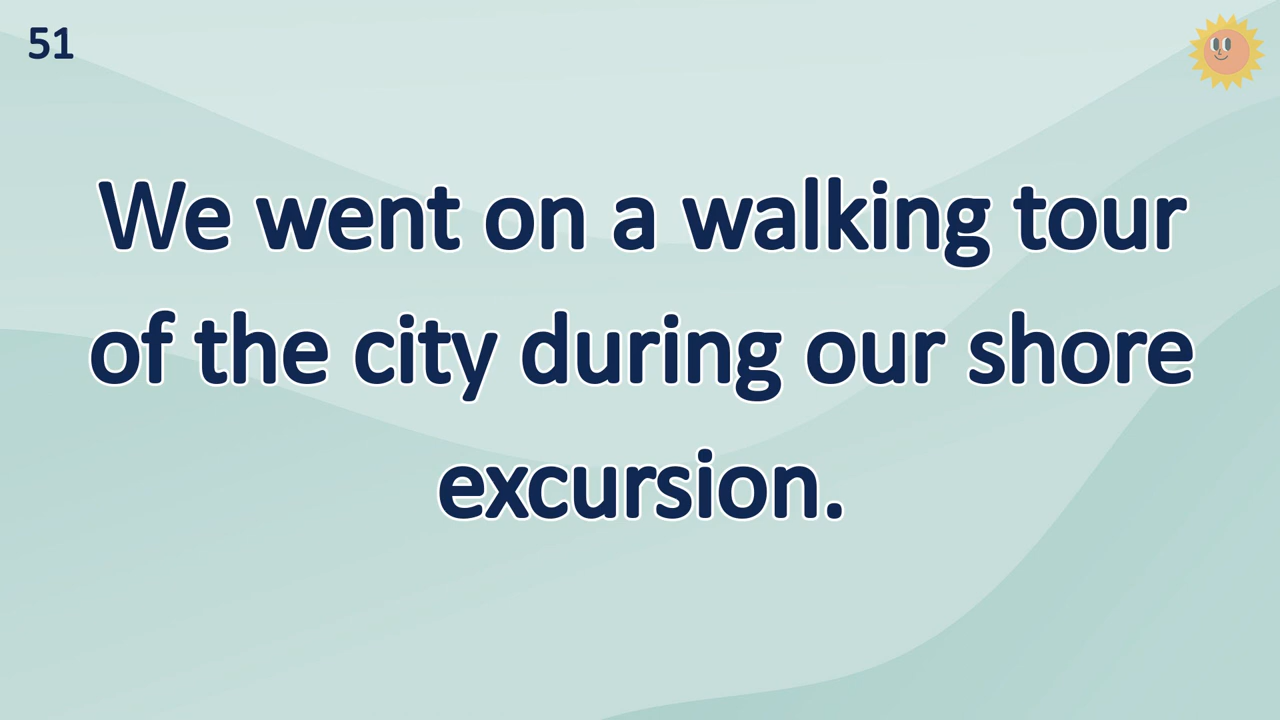 51
We went on a walking tour
of the city during our shore
excursion.